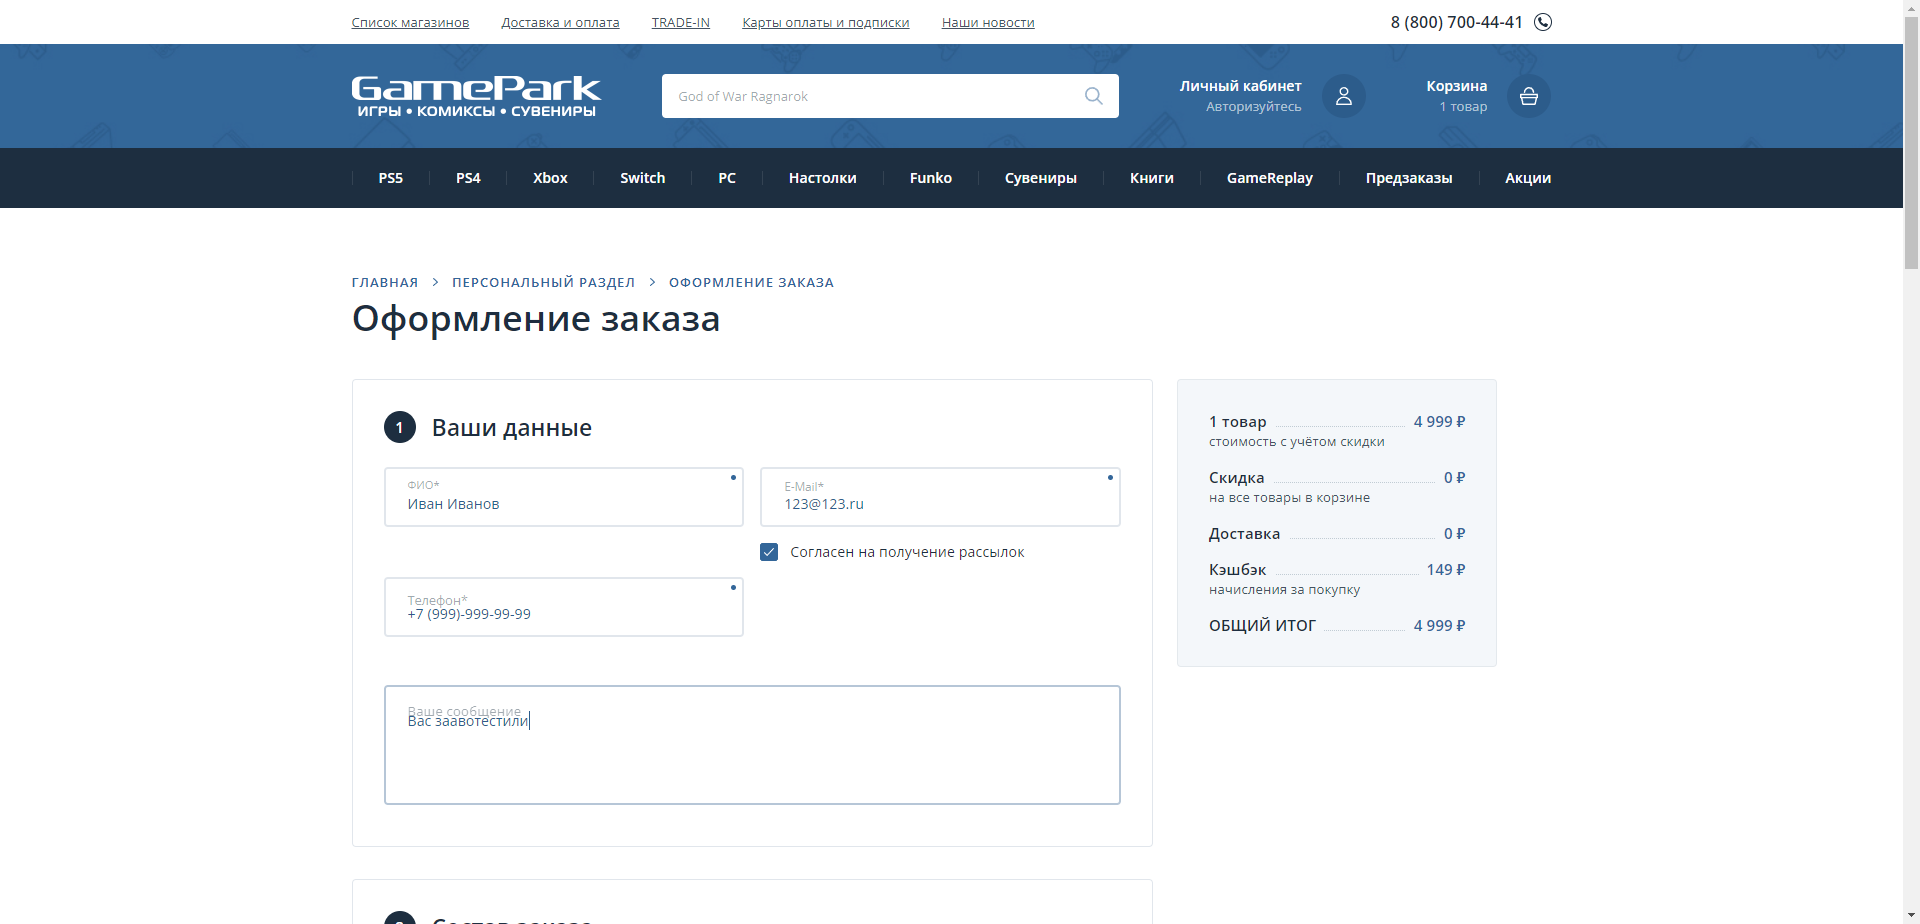 Список магазинов Доставка и оплата TRADE-IN Карты оплаты и подписки Наши новости 8 (800) 700-44-41
GamePark
ИГРЫ • КОМИКСЫ • СУВЕНИРЫ
God of War Ragnarok
Личный кабинет
Авторизуйтесь
Корзина
1 товар
PS5 PS4 Xbox Switch PC Настолки Funko Сувениры Книги GameReplay Предзаказы Акции
ГЛАВНАЯ > ПЕРСОНАЛЬНЫЙ РАЗДЕЛ > ОФОРМЛЕНИЕ ЗАКАЗА
Оформление заказа
1 Ваши данные
ФИО*
Иван Иванов
E-Mail*
123@123.ru
Согласен на получение рассылок
Телефон*
+7 (999)-999-99-99
Ваше сообщение
Вас заавотестили
1 товар 4 999 ₽
стоимость с учётом скидки
Скидка 0 ₽
на все товары в корзине
Доставка 0 ₽
Кэшбэк 149 ₽
начисления за покупку
ОБЩИЙ ИТОГ 4 999 ₽
2 Состав заказа